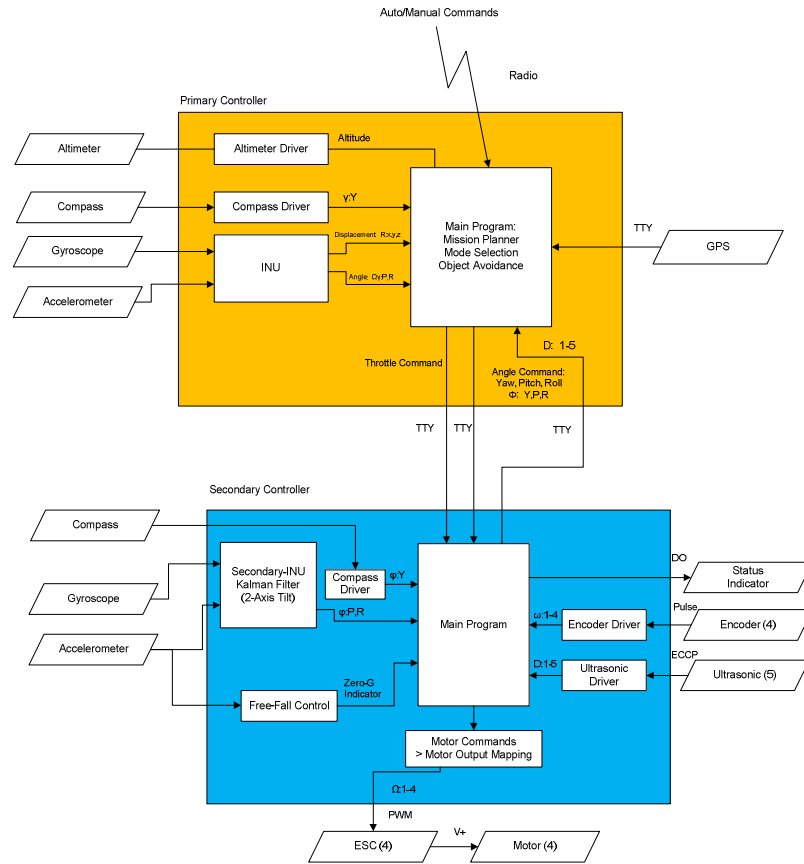 Auto/Manual Commands
Radio
Primary Controller
Altimeter
Altimeter Driver
Altitude
Compass
Compass Driver
γ:Y
Gyroscope
Accelerometer
INU
Displacement: R:x,y,z
Angle: Ωγ:P,R
Main Program:
Mission Planner
Mode Selection
Object Avoidance
TTY
GPS
D: 1-5
Throttle Command
Angle Command:
Yaw, Pitch, Roll
Φ: Y,P,R
TTY
TTY
TTY
Secondary Controller
Compass
Gyroscope
Accelerometer
Secondary-INU
Kalman Filter
(2-Axis Tilt)
Compass
Driver
φ:Y
φ:P,R
Main Program
DO
Status
Indicator
Pulse
ω:1-4
Encoder Driver
Encoder (4)
ECCP
D:1-5
Ultrasonic
Driver
Ultrasonic (5)
Zero-G
Indicator
Free-Fall Control
Motor Commands
> Motor Output Mapping
Ω:1-4
PWM
ESC (4)
V+
Motor (4)